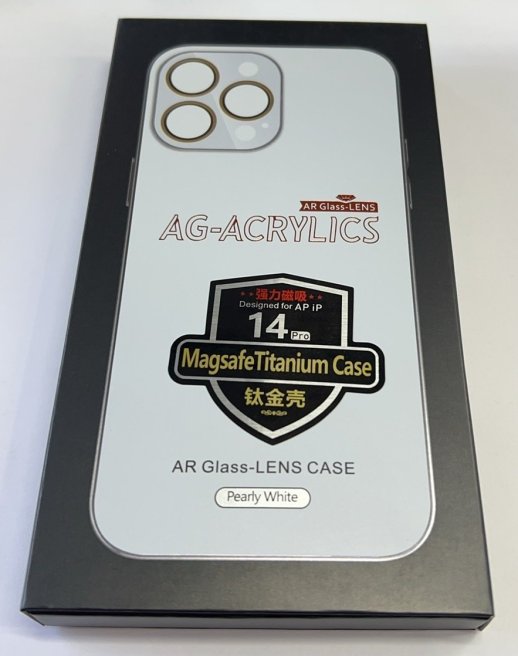 AR Glass-LENS
AG-ACRYLICS
强力磁吸
Designed for AP iP
14 Pro
MagsafeTitanium Case
钛金壳
AR Glass-LENS CASE
Pearly White